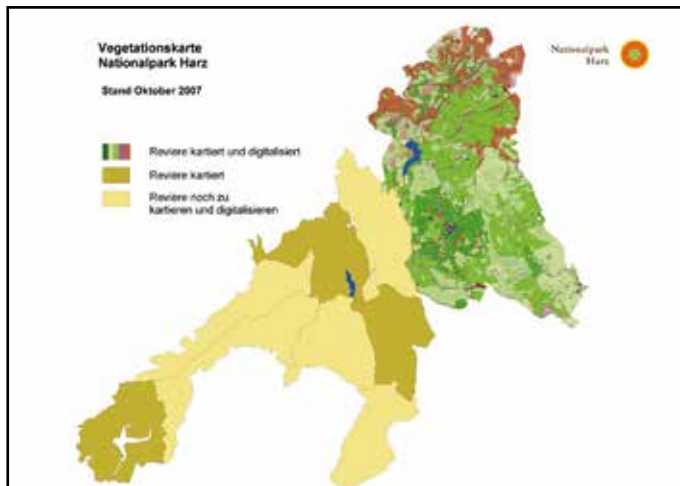 Vegetationskarte
Nationalpark Harz
Stand Oktober 2007
Nationalpark
Harz
Reviere kartiert und digitalisiert
Reviere kartiert
Reviere noch zu
kartieren und digitalisieren